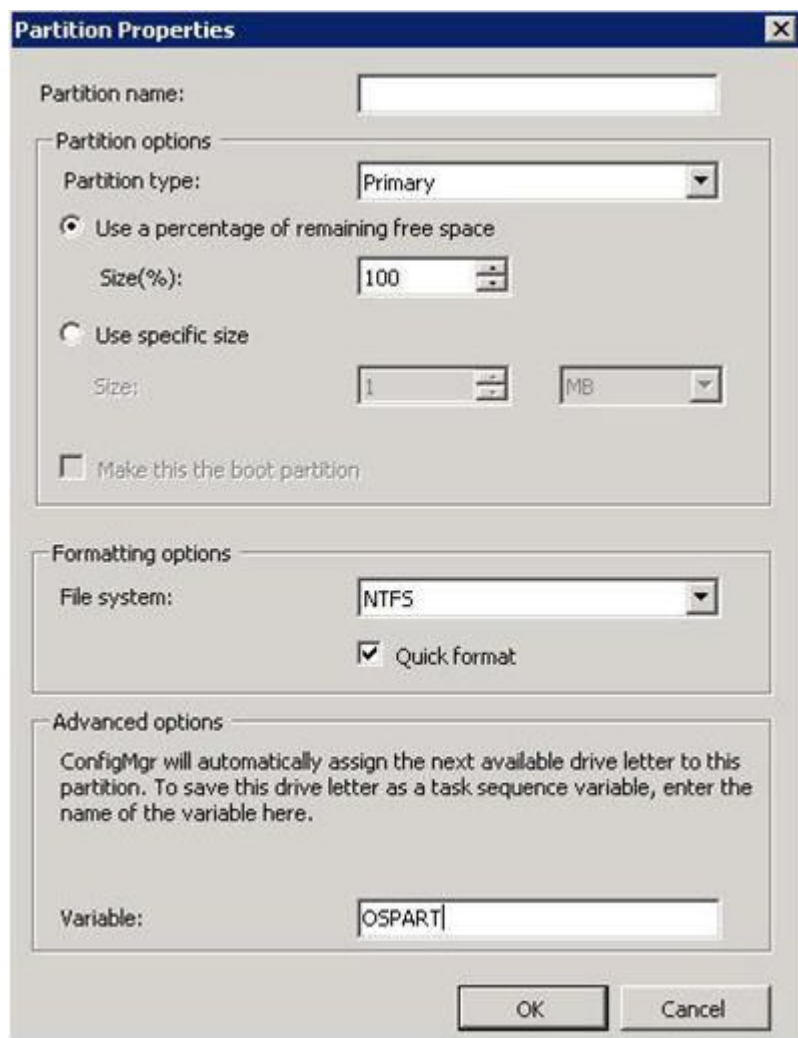 Partition Properties
Partition name:
Partition options
Partition type:
Primary
Use a percentage of remaining free space
Size(%):
100
Use specific size
Size:
1
MB
Make this the boot partition
Formatting options
File system:
NTFS
Quick format
Advanced options
ConfigMgr will automatically assign the next available drive letter to this
partition. To save this drive letter as a task sequence variable, enter the
name of the variable here.
Variable:
OSPART
OK
Cancel